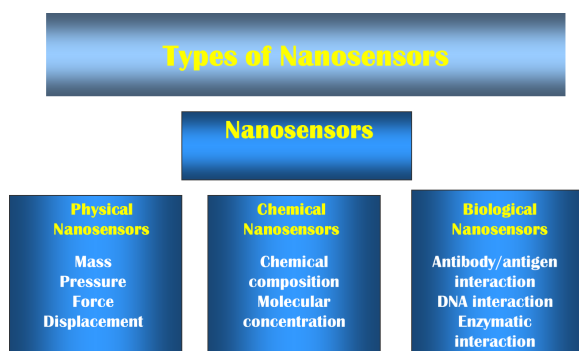 Types of Nanosensors
Nanosensors
Physical
Nanosensors
Mass
Pressure
Force
Displacement
Chemical
Nanosensors
Chemical
composition
Molecular
concentration
Biological
Nanosensors
Antibody/antigen
interaction
DNA interaction
Enzymatic
interaction